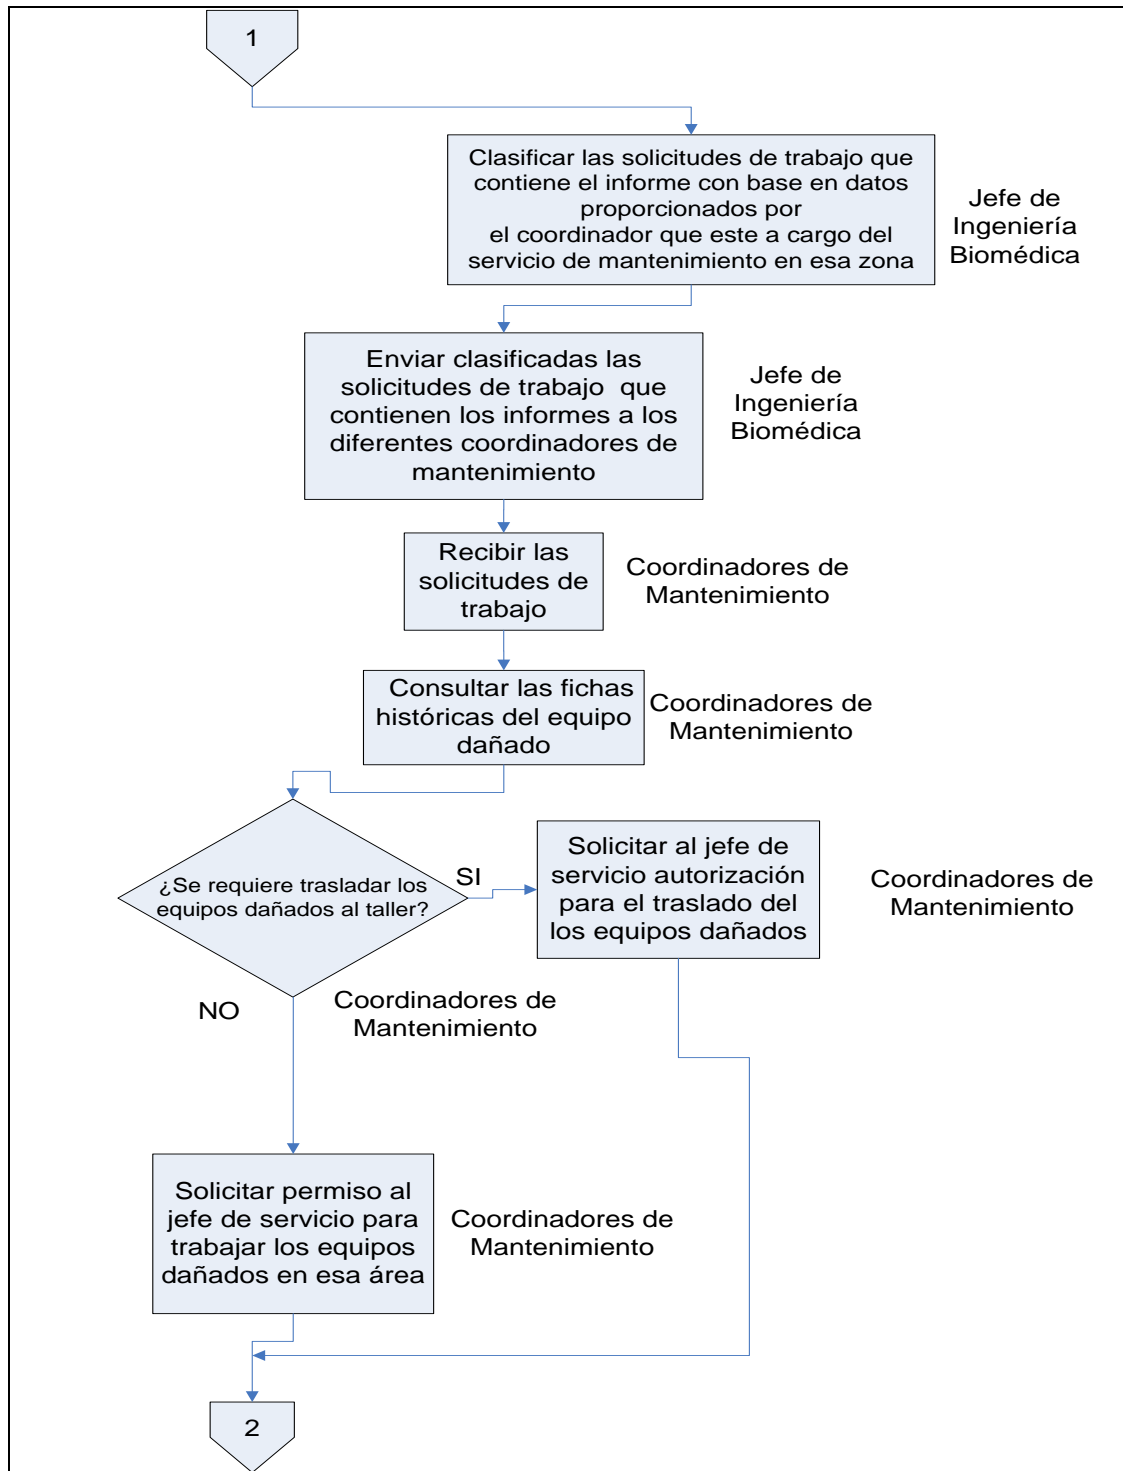 1
Clasificar las solicitudes de trabajo que
contiene el informe con base en datos
proporcionados por
el coordinador que este a cargo del
servicio de mantenimiento en esa zona
Jefe de
Ingeniería
Biomédica
Enviar clasificadas las
solicitudes de trabajo que
contienen los informes a los
diferentes coordinadores de
mantenimiento
Jefe de
Ingeniería
Biomédica
Recibir las
solicitudes de
trabajo
Coordinadores de
Mantenimiento
Consultar las fichas
históricas del equipo
dañado
Coordinadores de
Mantenimiento
¿Se requiere trasladar los
equipos dañados al taller?
SI
Solicitar al jefe de
servicio autorización
para el traslado del
los equipos dañados
Coordinadores de
Mantenimiento
NO
Coordinadores de
Mantenimiento
Solicitar permiso al
jefe de servicio para
trabajar los equipos
dañados en esa área
Coordinadores de
Mantenimiento
2